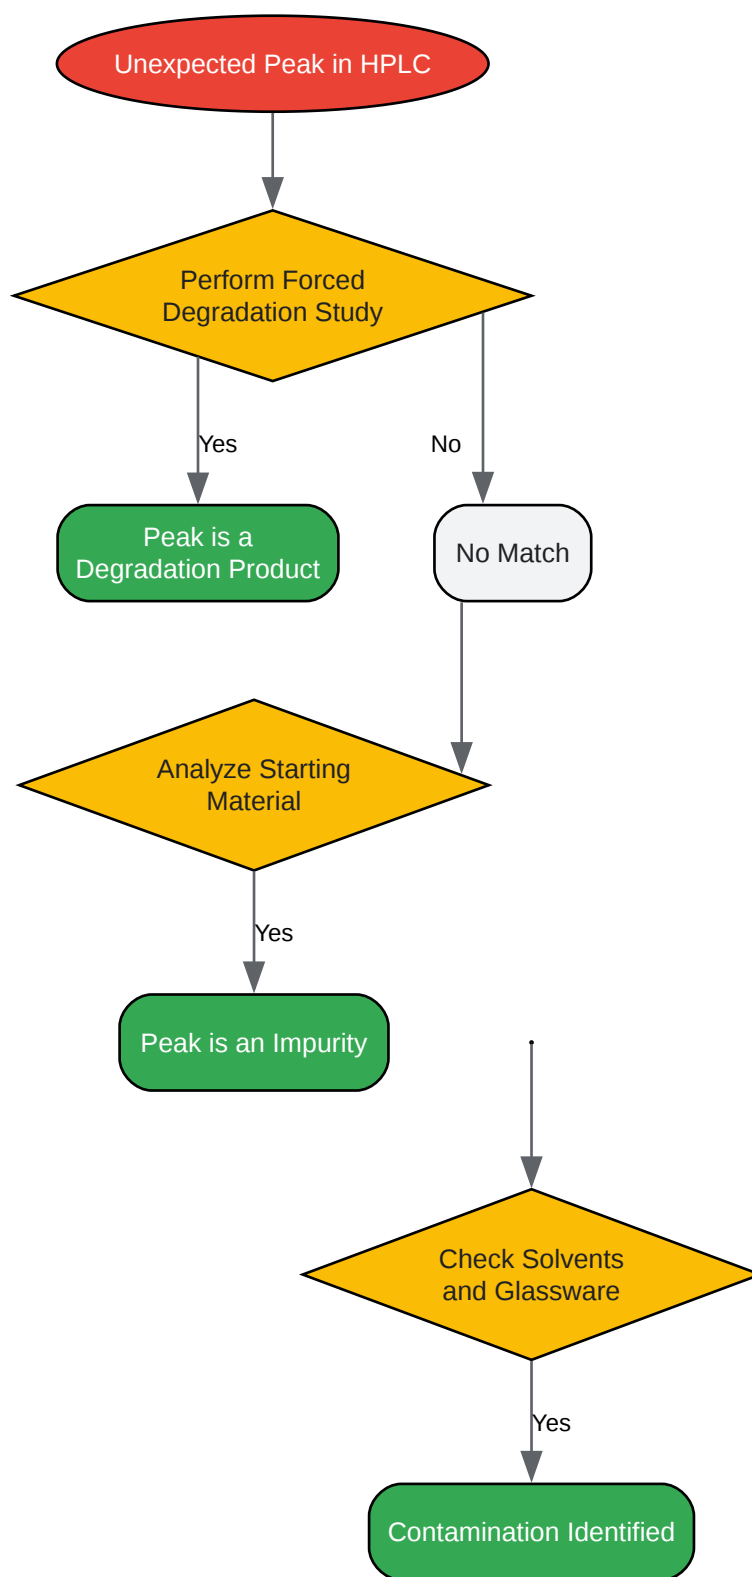 Unexpected Peak in HPLC
Perform Forced
Degradation Study
Yes
No
Peak is a
Degradation Product
No Match
Analyze Starting
Material
Yes
Peak is an Impurity
Check Solvents
and Glassware
Yes
Contamination Identified